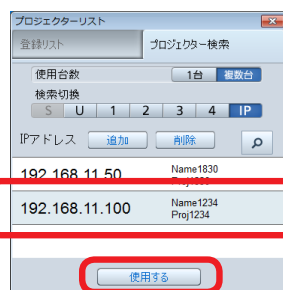 プロジェクターリスト
登録リスト プロジェクター検索
使用台数 1台 複数台
検索切換
S U 1 2 3 4 IP
IPアドレス 追加 削除
192.168.11.50 Name1830
192.168.11.100 Name1234
Proj1234
使用する